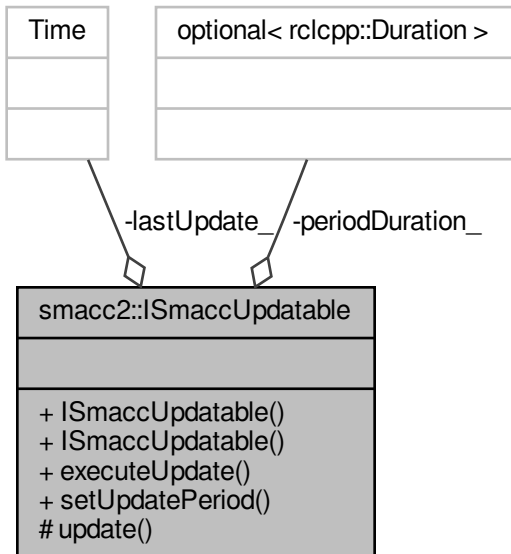 Time
optional< rclcpp::Duration >
-lastUpdate_
-periodDuration_
smacc2::ISmaccUpdatable
+ ISmaccUpdatable()
+ ISmaccUpdatable()
+ executeUpdate()
+ setUpdatePeriod()
# update()